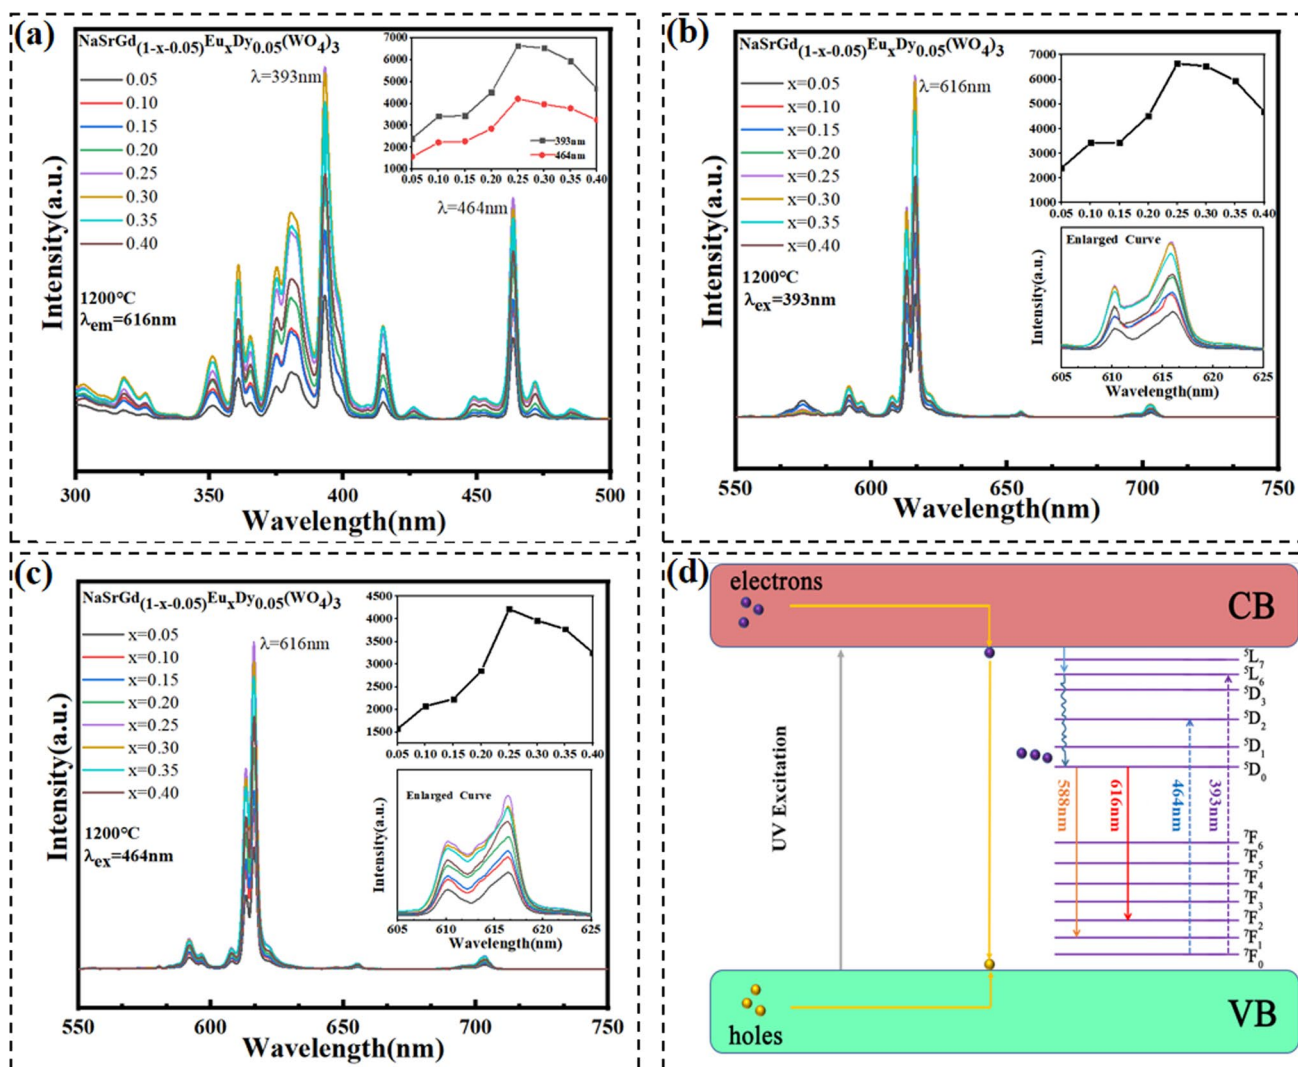 (a)
NaSrGd(1-x-0.05)EuxDy0.05(WO4)3
0.05
0.10
0.15
0.20
0.25
0.30
0.35
0.40
1200°C
λem=616nm
λ=393nm
λ=464nm
7000
6000
5000
4000
3000
2000
1000
393nm
464nm
0.05 0.10 0.15 0.20 0.25 0.30 0.35 0.40
Intensity(a.u.)
300 350 400 450 500
Wavelength(nm)
(b)
NaSrGd(1-x-0.05)EuxDy0.05(WO4)3
x=0.05
x=0.10
x=0.15
x=0.20
x=0.25
x=0.30
x=0.35
x=0.40
1200°C
λex=393nm
λ=616nm
7000
6000
5000
4000
3000
2000
1000
0.05 0.10 0.15 0.20 0.25 0.30 0.35 0.40
Enlarged Curve
Intensity(a.u.)
605 610 615 620 625
Wavelength(nm)
Intensity(a.u.)
550 600 650 700 750
Wavelength(nm)
(c)
NaSrGd(1-x-0.05)EuxDy0.05(WO4)3
x=0.05
x=0.10
x=0.15
x=0.20
x=0.25
x=0.30
x=0.35
x=0.40
1200°C
λex=464nm
λ=616nm
4500
4000
3500
3000
2500
2000
1500
0.05 0.10 0.15 0.20 0.25 0.30 0.35 0.40
Enlarged Curve
Intensity(a.u.)
605 610 615 620 625
Wavelength(nm)
Intensity(a.u.)
550 600 650 700 750
Wavelength(nm)
(d)
electrons
CB
UV Excitation
⁵L₇
⁵L₆
⁵D₃
⁵D₂
⁵D₁
⁵D₀
588nm
616nm
464nm
393nm
⁷F₆
⁷F₅
⁷F₄
⁷F₃
⁷F₂
⁷F₁
⁷F₀
holes
VB